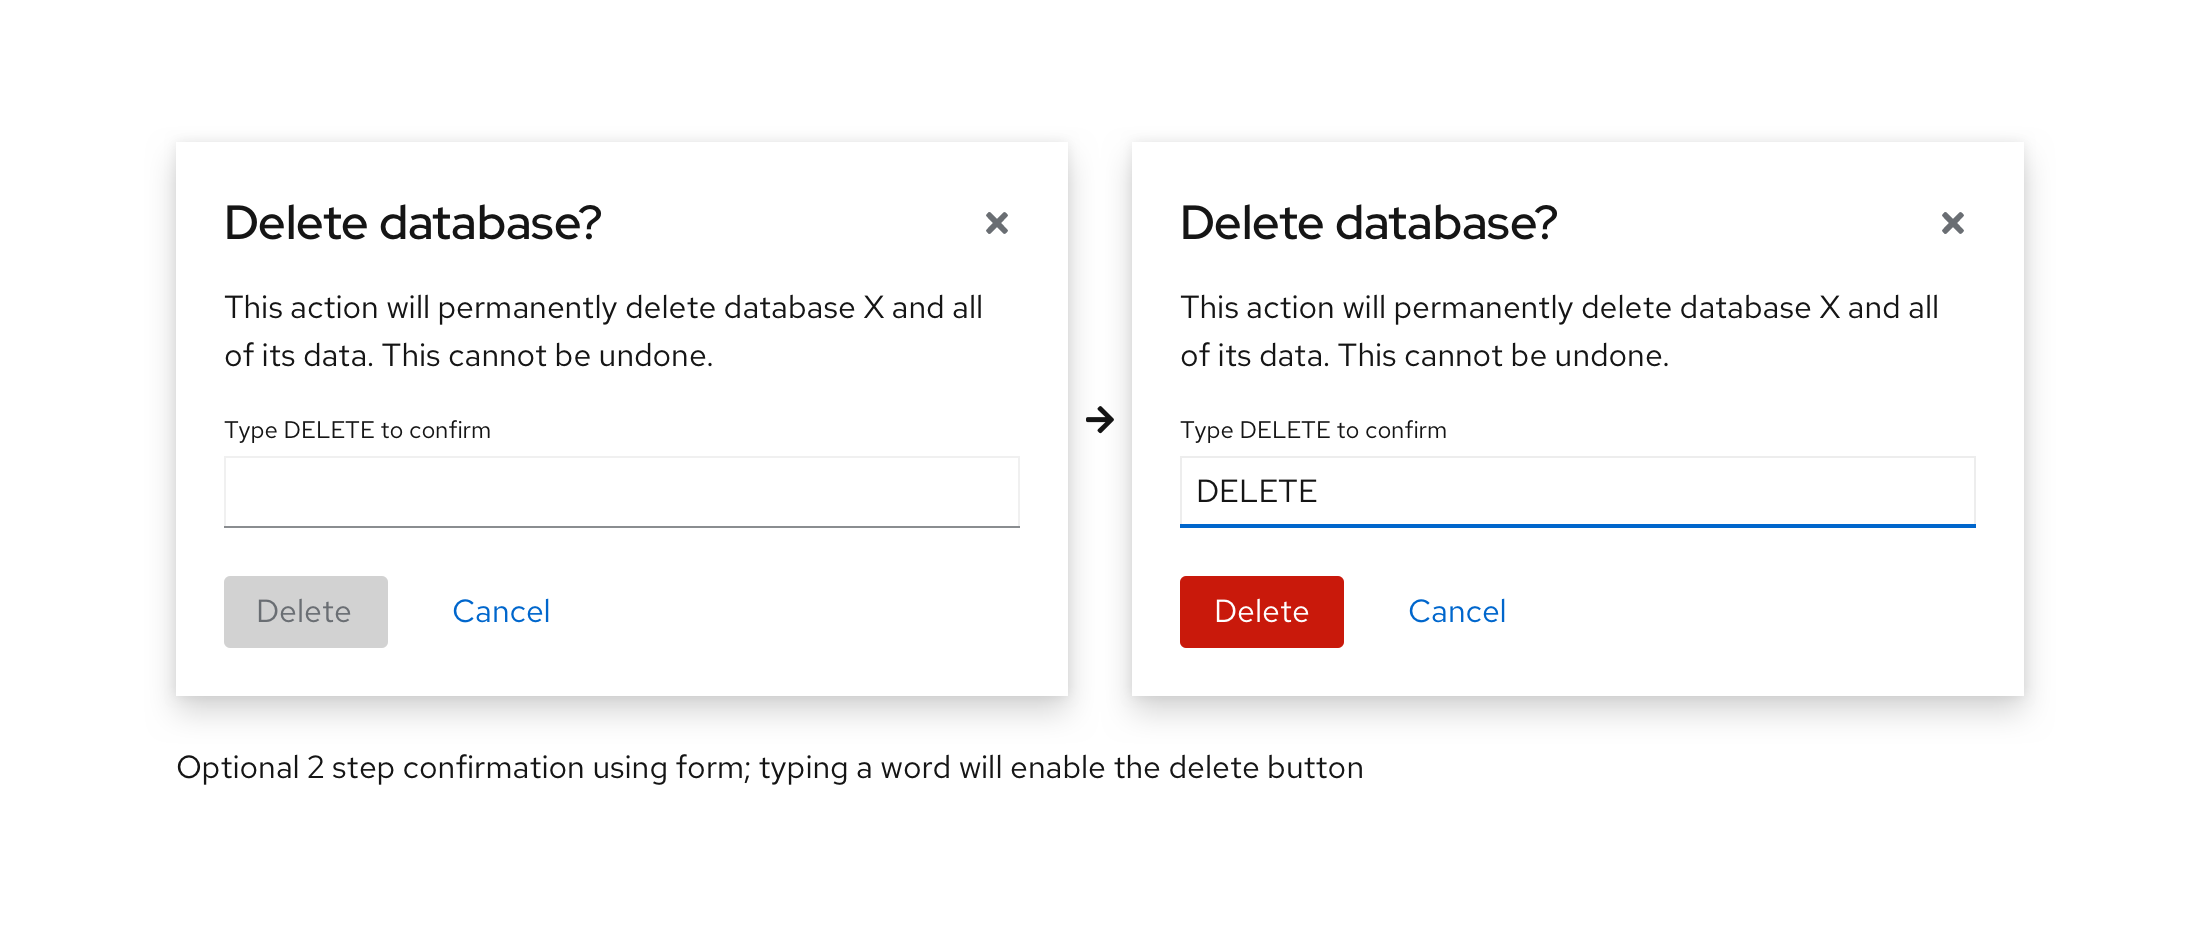 Delete database?
This action will permanently delete database X and all
of its data. This cannot be undone.
Type DELETE to confirm
Delete
Cancel
Delete database?
This action will permanently delete database X and all
of its data. This cannot be undone.
Type DELETE to confirm
DELETE
Delete
Cancel
Optional 2 step confirmation using form; typing a word will enable the delete button